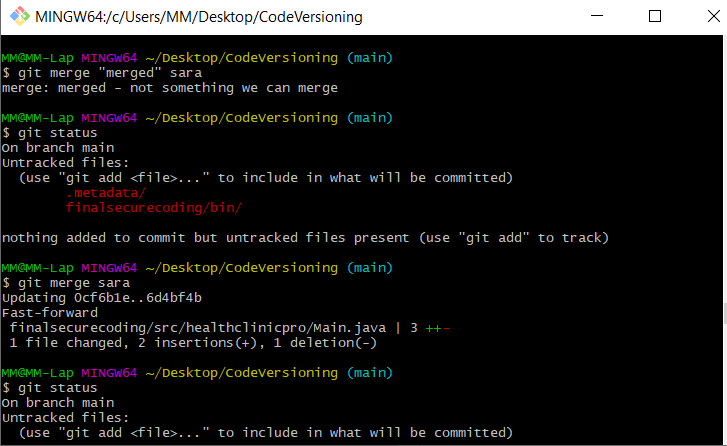 MINGW64:/c/Users/MM/Desktop/CodeVersioning
MM@MM-Lap MINGW64 ~/Desktop/CodeVersioning (main)
$ git merge "merged" sara
merge: merged - not something we can merge
MM@MM-Lap MINGW64 ~/Desktop/CodeVersioning (main)
$ git status
On branch main
Untracked files:
  (use "git add <file>..." to include in what will be committed)
        .metadata/
        finalsecurecoding/bin/
nothing added to commit but untracked files present (use "git add" to track)
MM@MM-Lap MINGW64 ~/Desktop/CodeVersioning (main)
$ git merge sara
Updating 0cf6b1e..6d4bf4b
Fast-forward
 finalsecurecoding/src/healthclinicpro/Main.java | 3 ++-
 1 file changed, 2 insertions(+), 1 deletion(-)
MM@MM-Lap MINGW64 ~/Desktop/CodeVersioning (main)
$ git status
On branch main
Untracked files:
  (use "git add <file>..." to include in what will be committed)